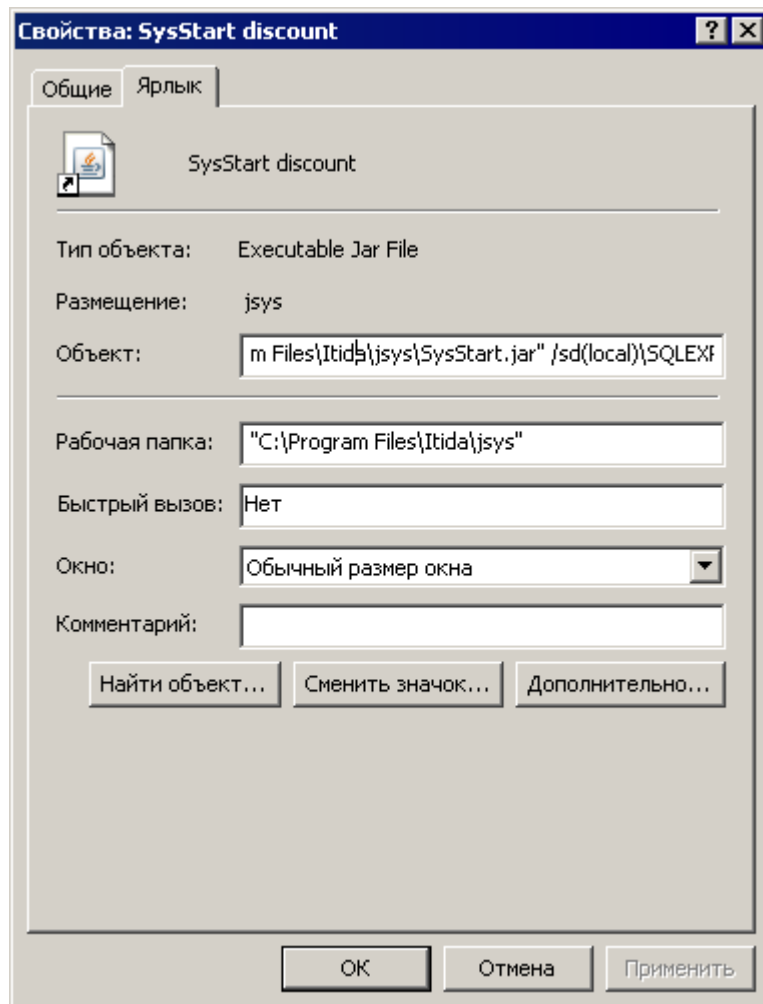 Свойства: SysStart discount
Общие Ярлык
SysStart discount
Тип объекта: Executable Jar File
Размещение: jsys
Объект: m Files\Itida\jsys\SysStart.jar" /sd(local)\SQLEXP
Рабочая папка: "C:\Program Files\Itida\jsys"
Быстрый вызов: Нет
Окно: Обычный размер окна
Комментарий:
Найти объект... Сменить значок... Дополнительно...
ОК Отмена Применить